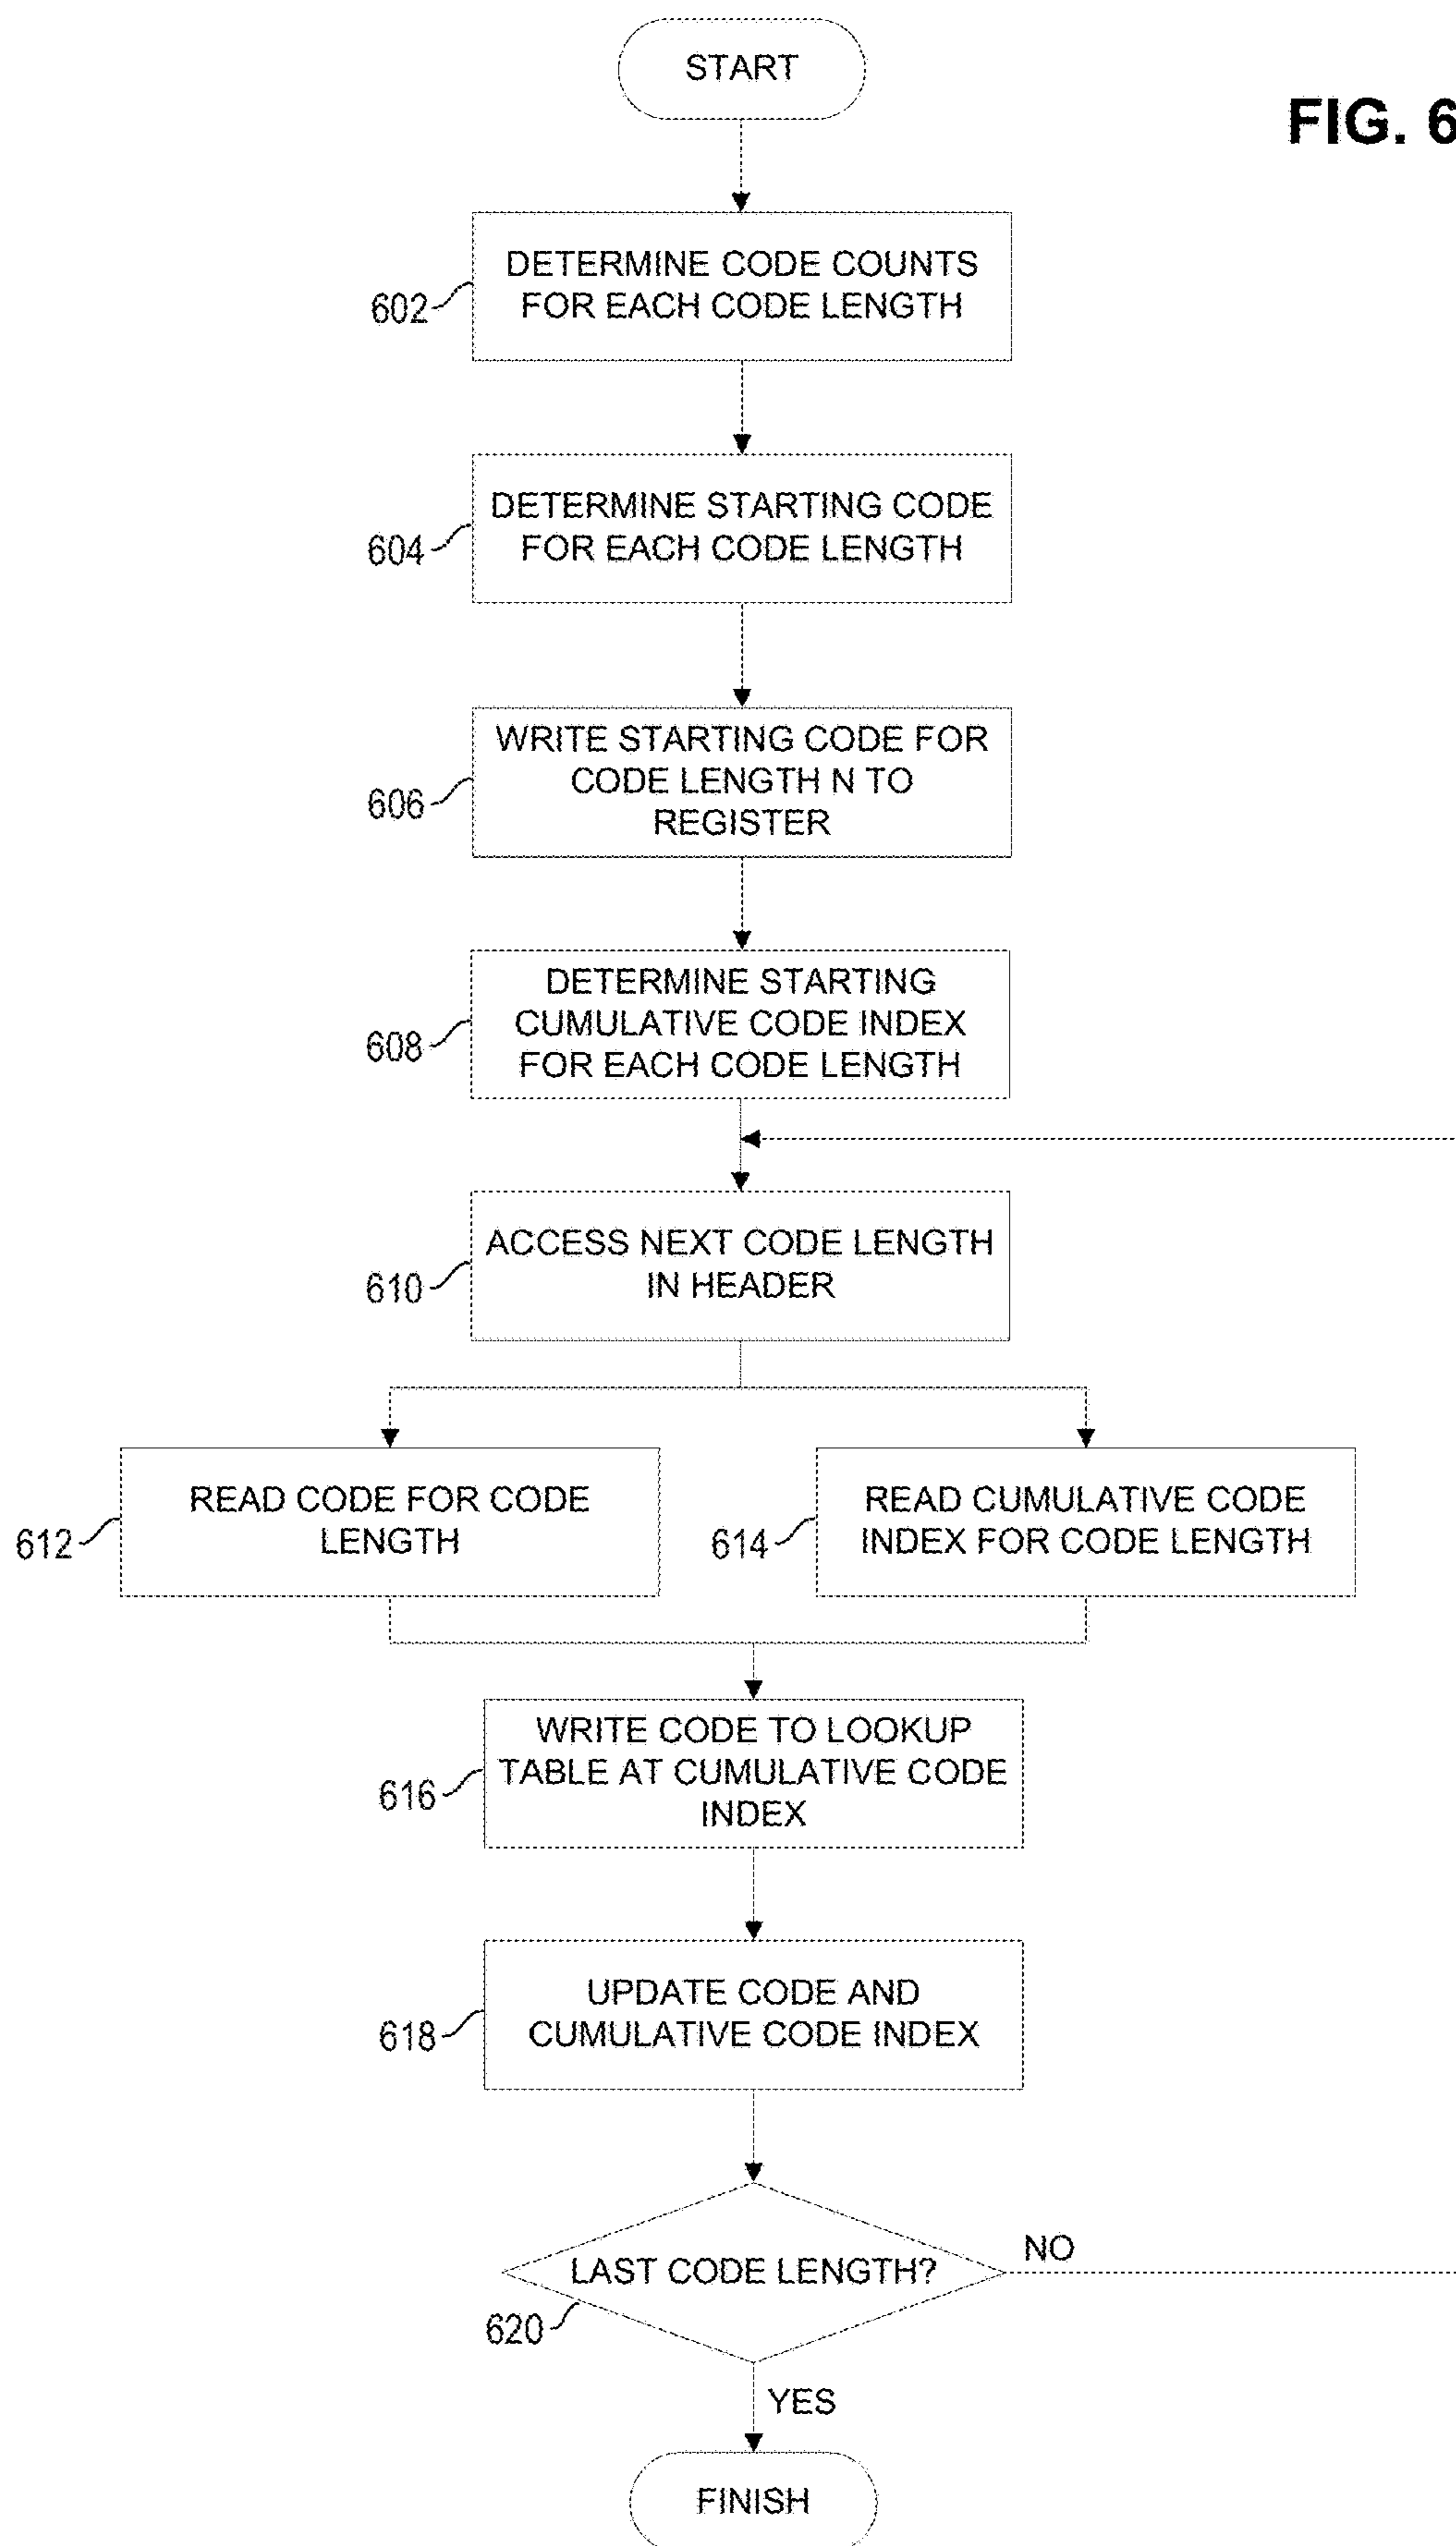 START
FIG. 6
DETERMINE CODE COUNTS
FOR EACH CODE LENGTH
602
DETERMINE STARTING CODE
FOR EACH CODE LENGTH
604
WRITE STARTING CODE FOR
CODE LENGTH N TO
REGISTER
606
DETERMINE STARTING
CUMULATIVE CODE INDEX
FOR EACH CODE LENGTH
608
ACCESS NEXT CODE LENGTH
IN HEADER
610
READ CODE FOR CODE
LENGTH
612
READ CUMULATIVE CODE
INDEX FOR CODE LENGTH
614
WRITE CODE TO LOOKUP
TABLE AT CUMULATIVE CODE
INDEX
616
UPDATE CODE AND
CUMULATIVE CODE INDEX
618
LAST CODE LENGTH?
NO
620
YES
FINISH